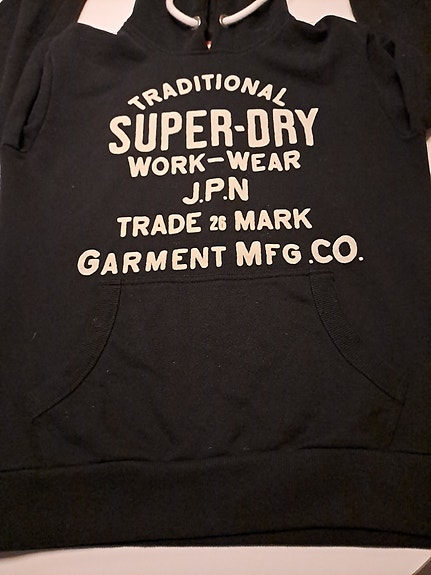 TRADITIONAL
SUPER-DRY
WORK-WEAR
J.P.N
TRADE 26 MARK
GARMENT MFG.CO.